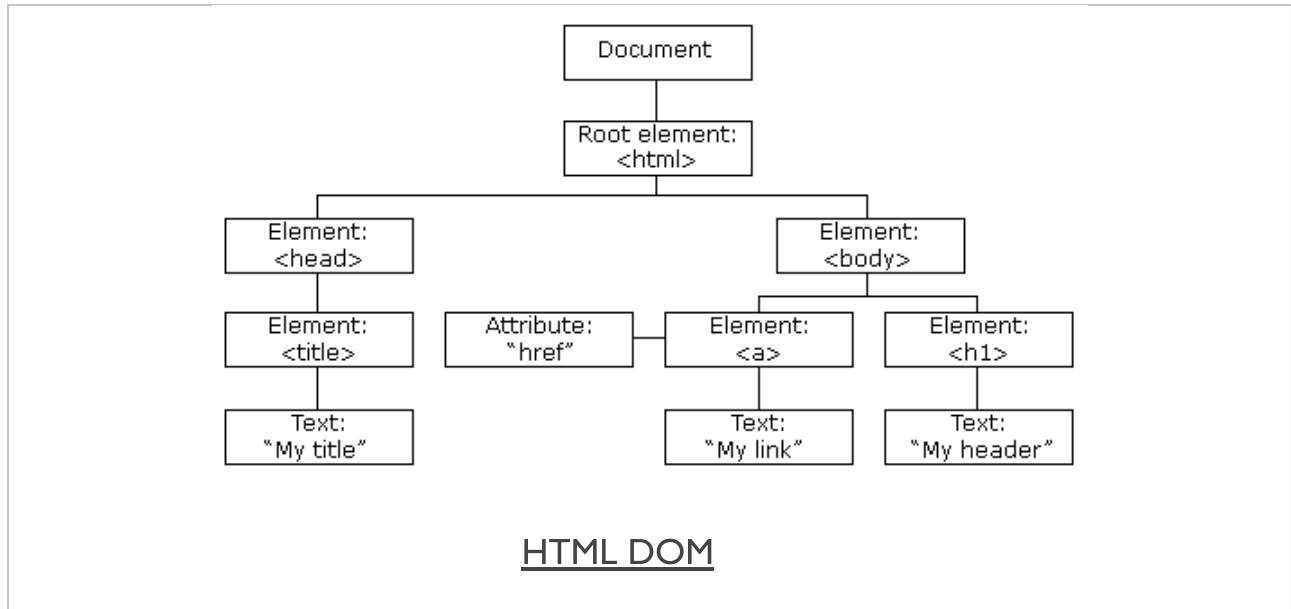 Document
Root element:
<html>
Element:
<head>
Element:
<body>
Element:
<title>
Attribute:
“href”
Element:
<a>
Element:
<h1>
Text:
“My title”
Text:
“My link”
Text:
“My header”
HTML DOM